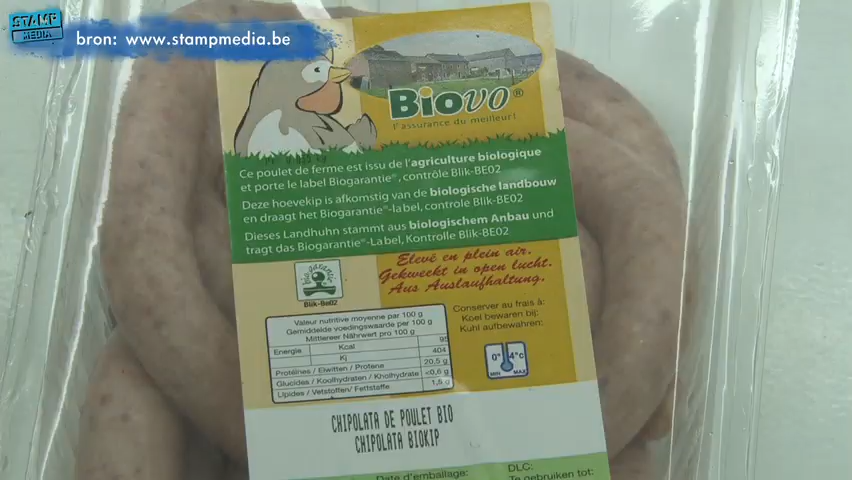 STAMP
MEDIA
bron: www.stampmedia.be
Biovo®
l'assurance du meilleur!
Ce poulet de ferme est issu de l'agriculture biologique
et porte le label Biogarantie®, contrôle Blik-BE02
Deze hoevekip is afkomstig van de biologische landbouw
en draagt het Biogarantie®-label, controle Blik-BE02
Dieses Landhuhn stammt aus biologischem Anbau und
tragt das Biogarantie®-Label, Kontrolle Blik-BE02
Elevé en plein air.
Gekweekt in open lucht.
Aus Auslaufhaltung.
biogarantie
Blik-Be02
Valeur nutritive moyenne par 100 g
Gemiddelde voedingswaarde per 100 g
Mittlereer Nährwert pro 100 g
Energie Kcal 95
Kj 404
Protéines / Eiwitten / Proteine 20,5 g
Glucides / Koolhydraten / Kholhydrate <0,6 g
Lipides / Vetstoffen/ Fettstoffe 1,5 g
Conserver au frais à:
Koel bewaren bij:
Kuhl aufbewahren:
0° 4°C
MIN MAX
CHIPOLATA DE POULET BIO
CHIPOLATA BIOKIP
Date d'emballage:
DLC:
Te gebruiken tot: